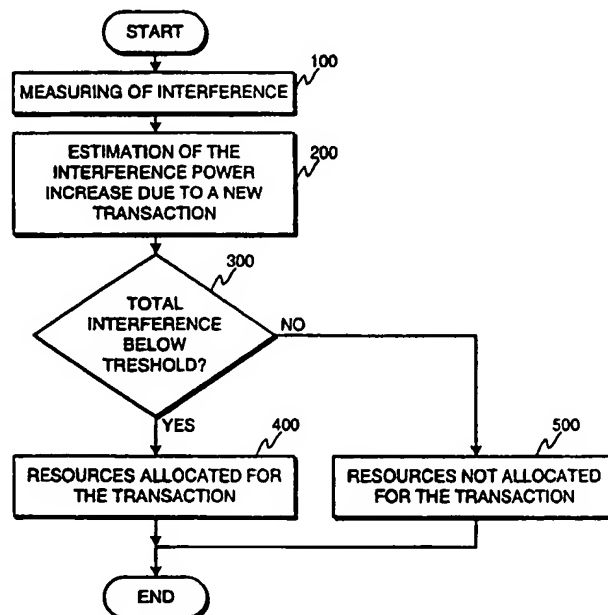 START
100
MEASURING OF INTERFERENCE
200
ESTIMATION OF THE
INTERFERENCE POWER
INCREASE DUE TO A NEW
TRANSACTION
300
TOTAL
INTERFERENCE
BELOW
TRESHOLD?
NO
YES
400
RESOURCES ALLOCATED FOR
THE TRANSACTION
500
RESOURCES NOT ALLOCATED
FOR THE TRANSACTION
END